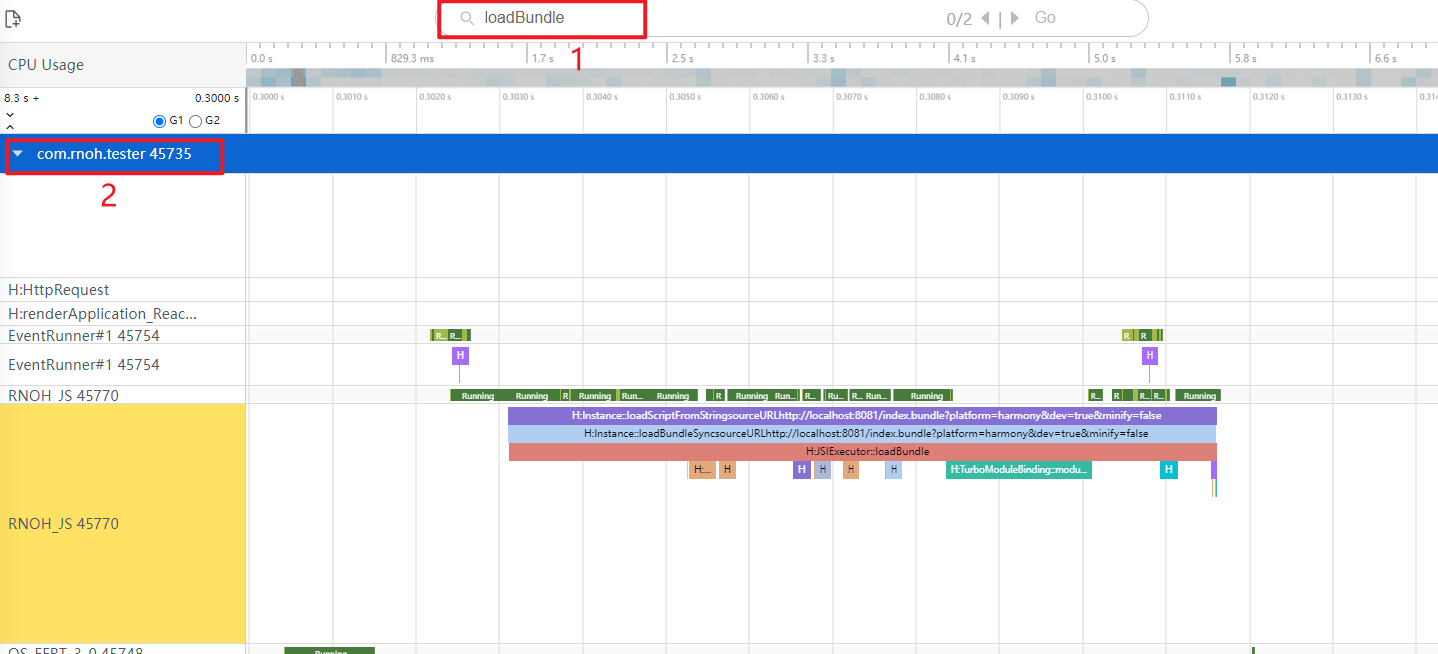 loadBundle 0/2 Go
1
CPU Usage
0.0 s 829.3 ms 1.7 s 2.5 s 3.3 s 4.1 s 5.0 s 5.8 s 6.6 s
8.3 s + 0.3000 s
0.3000 s 0.3010 s 0.3020 s 0.3030 s 0.3040 s 0.3050 s 0.3060 s 0.3070 s 0.3080 s 0.3090 s 0.3100 s 0.3110 s 0.3120 s 0.3130 s
G1 G2
com.rnoh.tester 45735
2
H:HttpRequest
H:renderApplication_Reac...
EventRunner#1 45754 R... R... R R
EventRunner#1 45754 H H
RNOH_JS 45770 Running Running R Running Run... Running R Running Run... R... Ru... R... Run... Running R... R R... R... Running
H:Instance::loadScriptFromStringsourceURLhttp://localhost:8081/index.bundle?platform=harmony&dev=true&minify=false
H:Instance::loadBundleSyncsourceURLhttp://localhost:8081/index.bundle?platform=harmony&dev=true&minify=false
H:JSIExecutor::loadBundle
H:... H H H H H H:TurboModuleBinding::modu... H
RNOH_JS 45770
Running